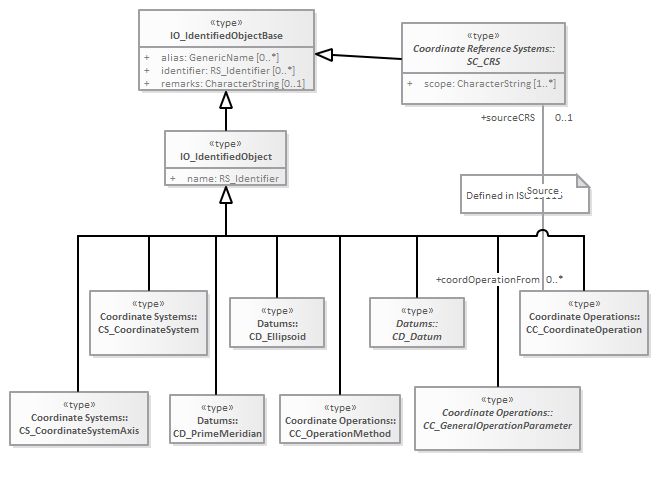 «type»
IO_IdentifiedObjectBase
+ alias: GenericName [0..*]
+ identifier: RS_Identifier [0..*]
+ remarks: CharacterString [0..1]
«type»
Coordinate Reference Systems::
SC_CRS
+ scope: CharacterString [1..*]
+sourceCRS 0..1
«type»
IO_IdentifiedObject
+ name: RS_Identifier
Source
Defined in ISO
+coordOperationFrom 0..*
«type»
Coordinate Systems::
CS_CoordinateSystem
«type»
Datums::
CD_Ellipsoid
«type»
Datums::
CD_Datum
«type»
Coordinate Operations::
CC_CoordinateOperation
«type»
Coordinate Systems::
CS_CoordinateSystemAxis
«type»
Datums::
CD_PrimeMeridian
«type»
Coordinate Operations::
CC_OperationMethod
«type»
Coordinate Operations::
CC_GeneralOperationParameter